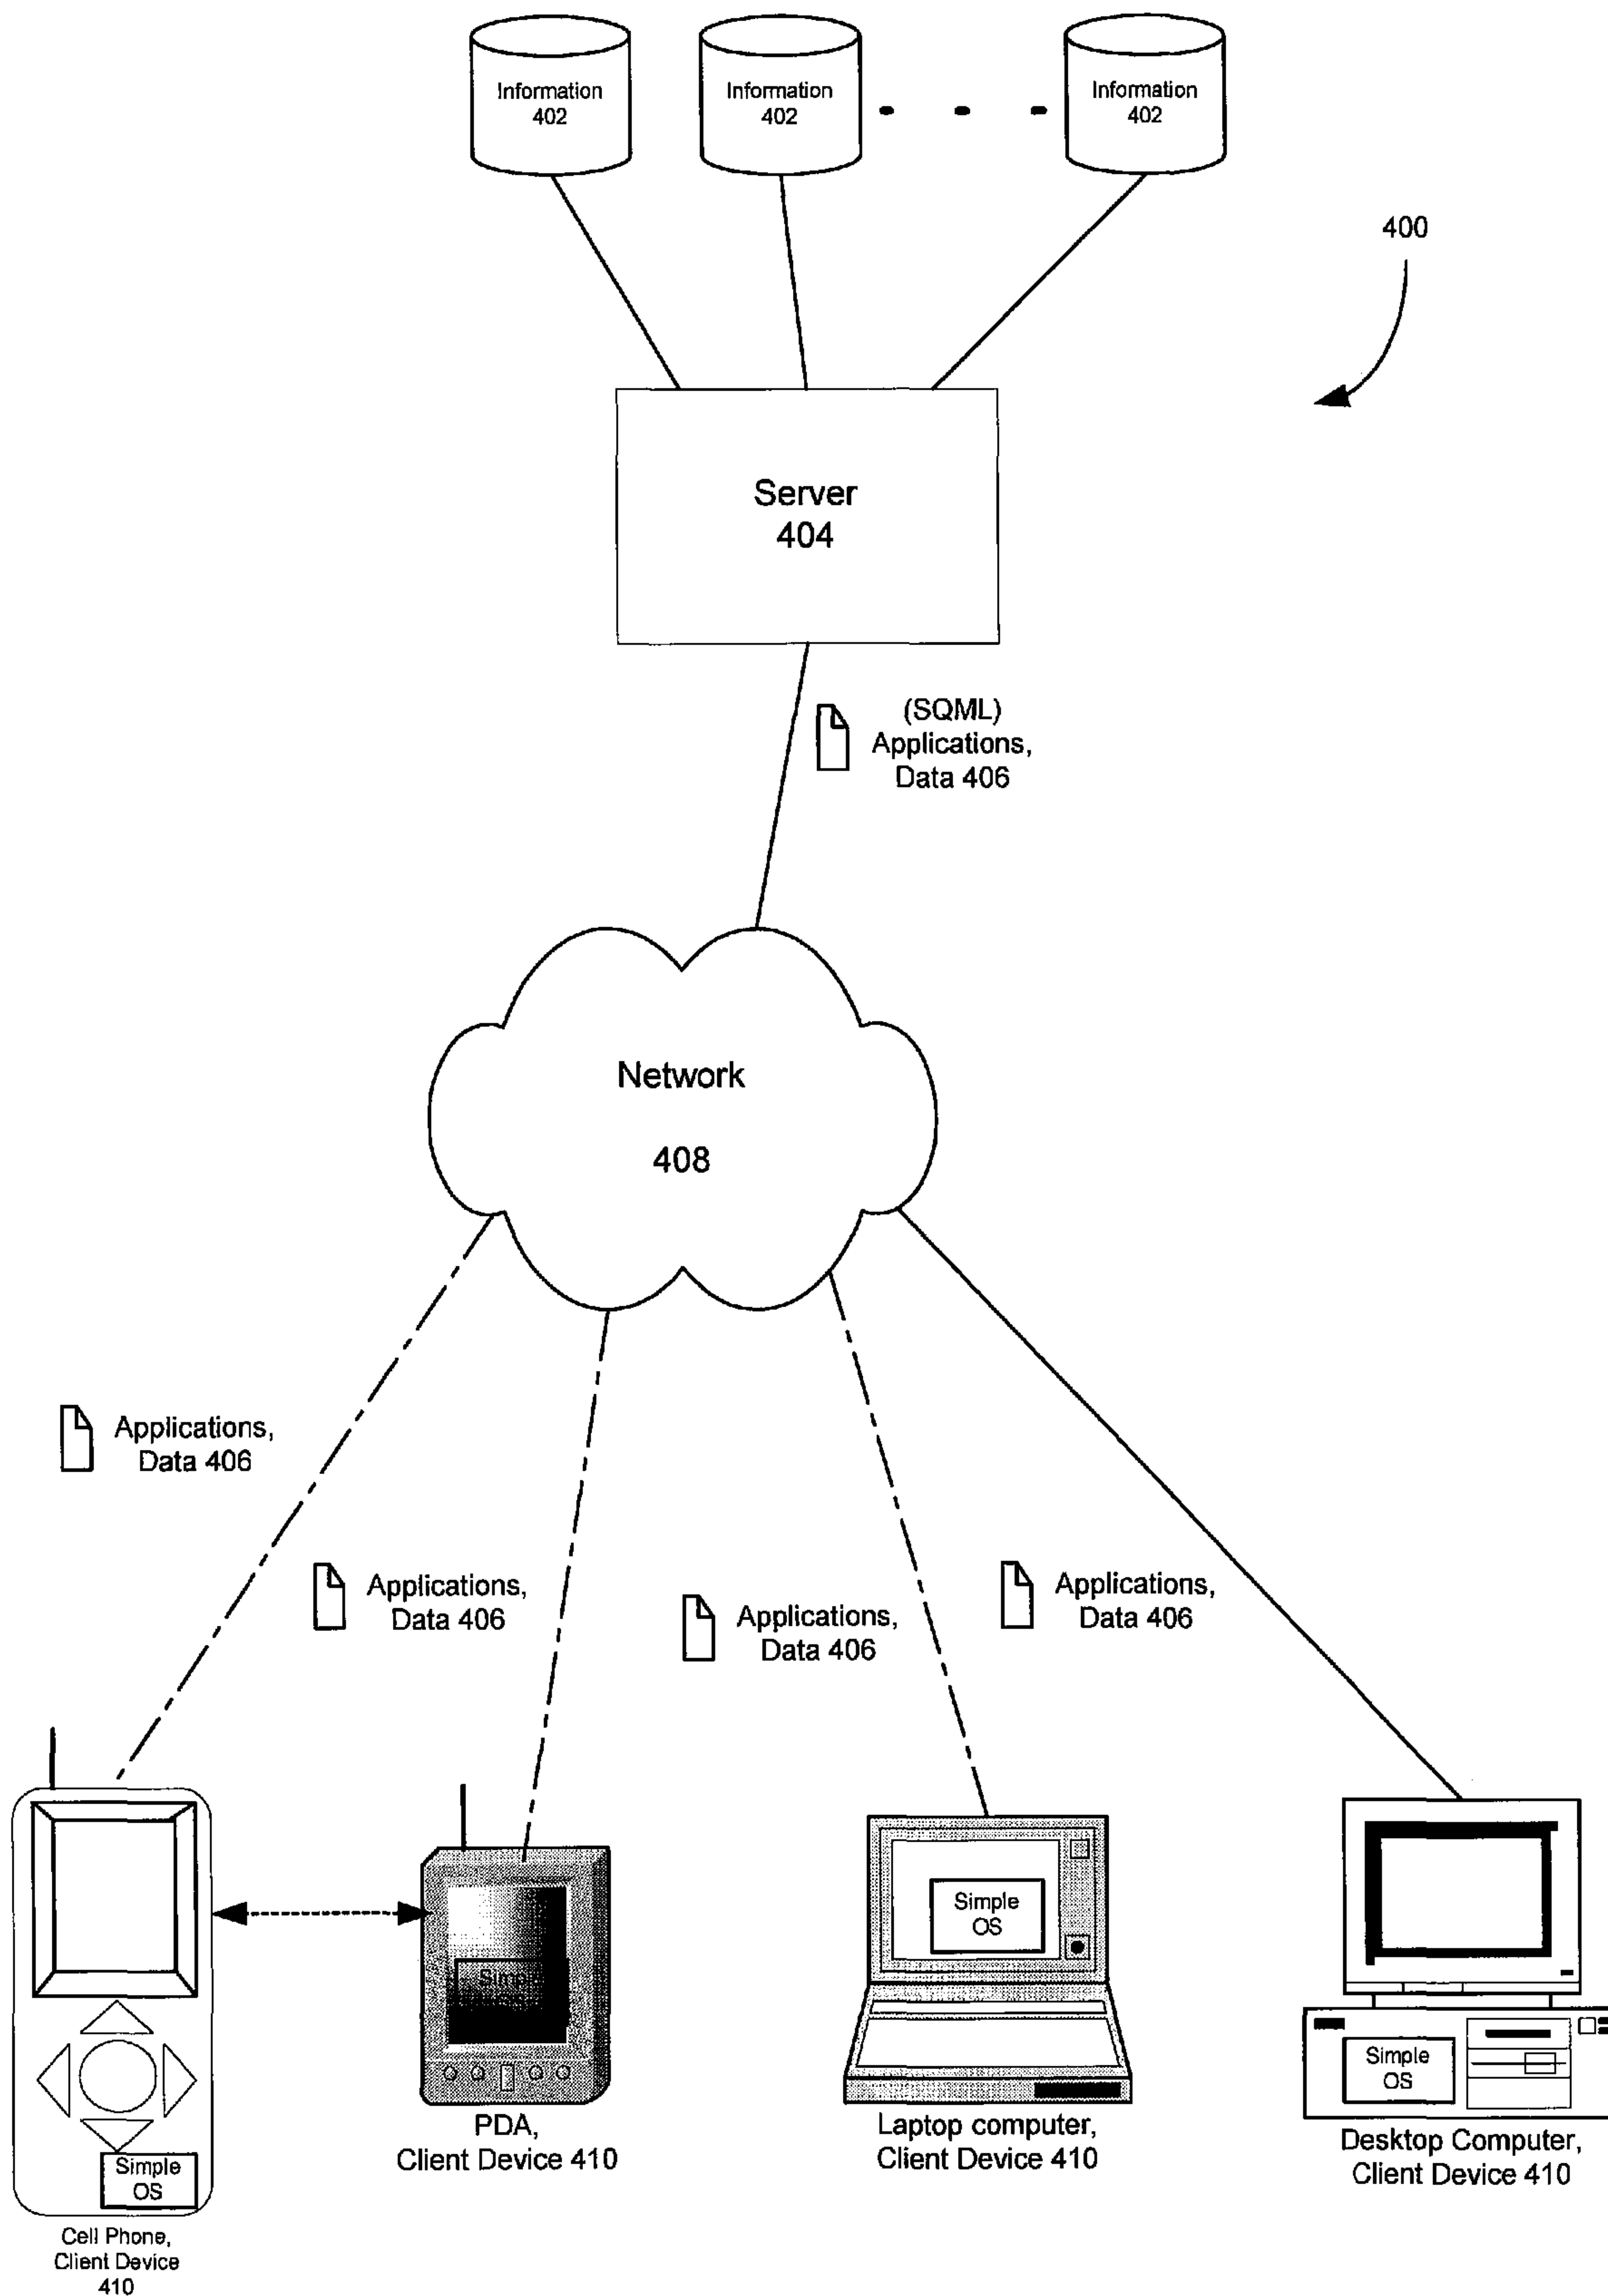 Information
402
Information
402
Information
402
400
Server
404
(SQML)
Applications,
Data 406
Network
408
Applications,
Data 406
Applications,
Data 406
Applications,
Data 406
Applications,
Data 406
Simple
OS
Simple
OS
Simple
OS
PDA,
Client Device 410
Laptop computer,
Client Device 410
Desktop Computer,
Client Device 410
Simple
OS
Cell Phone,
Client Device
410